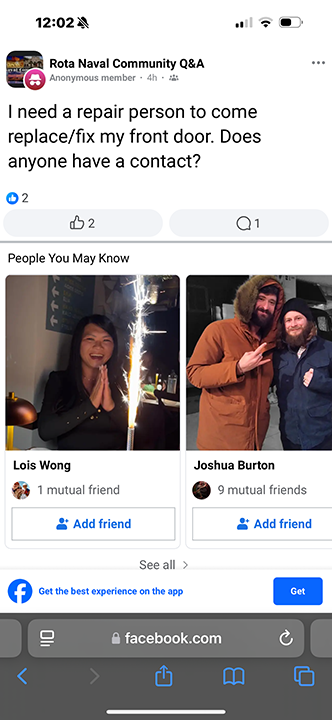 12:02
Rota Naval Community Q&A
Anonymous member · 4h ·
I need a repair person to come
replace/fix my front door. Does
anyone have a contact?
2
2 1
People You May Know
Lois Wong Joshua Burton
1 mutual friend 9 mutual friends
Add friend Add friend
See all
Get the best experience on the app Get
facebook.com